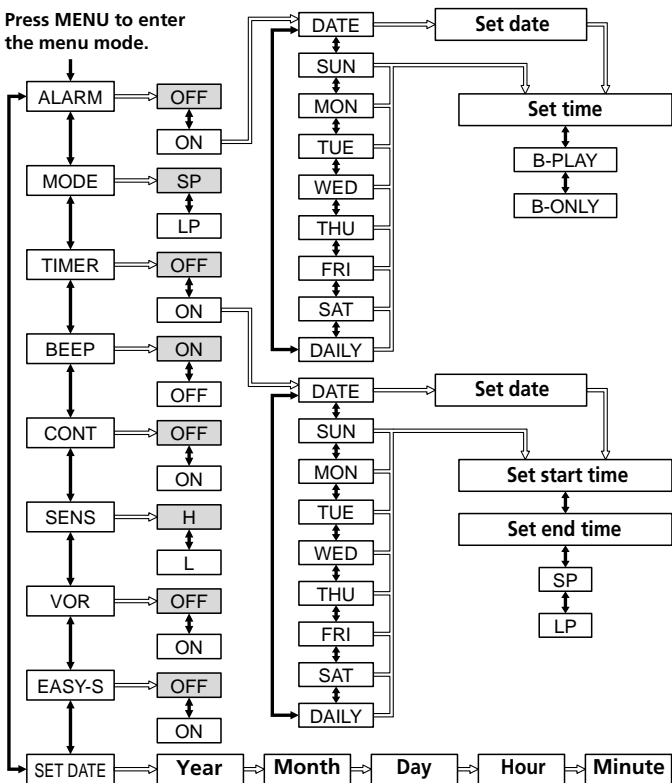 Press MENU to enter
the menu mode.
ALARM
OFF
ON
MODE
SP
LP
TIMER
OFF
ON
BEEP
ON
OFF
CONT
OFF
ON
SENS
H
L
VOR
OFF
ON
EASY-S
OFF
ON
SET DATE
Year
Month
Day
Hour
Minute
DATE
SUN
MON
TUE
WED
THU
FRI
SAT
DAILY
Set date
Set time
B-PLAY
B-ONLY
DATE
SUN
MON
TUE
WED
THU
FRI
SAT
DAILY
Set date
Set start time
Set end time
SP
LP